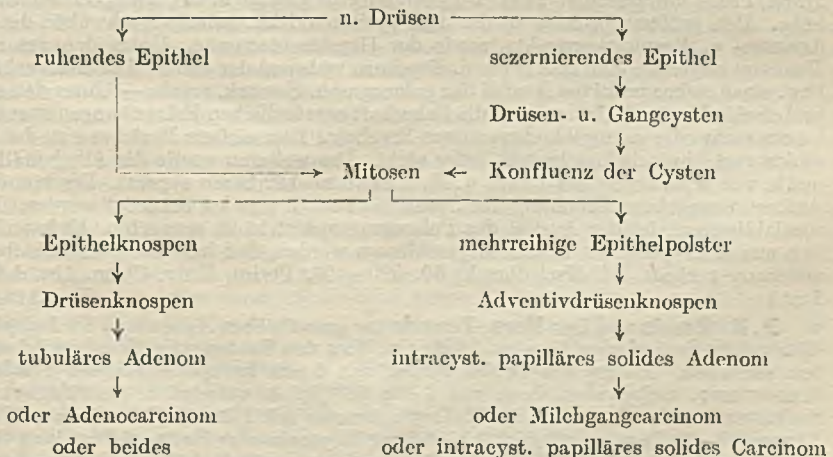 n. Drüsen
ruhendes Epithel sezernierendes Epithel
Drüsen- u. Gangcysten
Mitosen Konfluenz der Cysten
Epithelknospen mehrreihige Epithelpolster
Drüsenknospen Adventivdrüsenknospen
tubuläres Adenom intracyst. papilläres solides Adenom
oder Adenocarcinom oder Milchgangcarcinom
oder beides oder intracyst. papilläres solides Carcinom